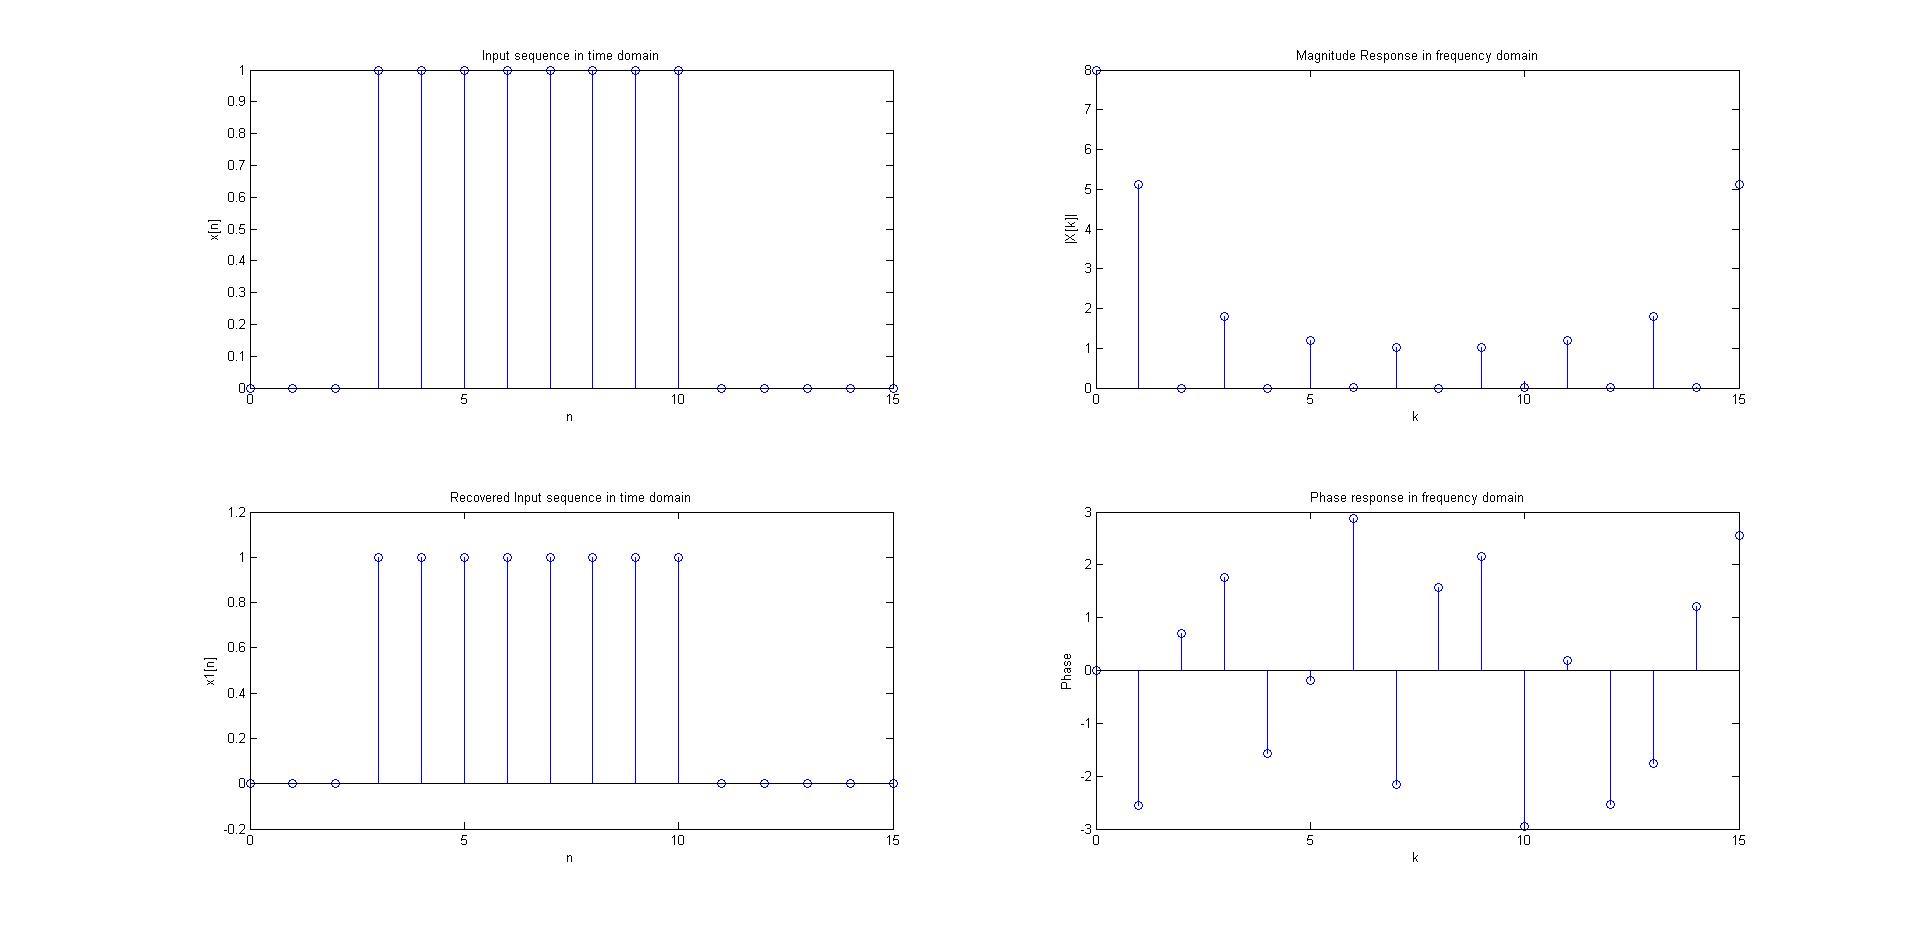 Input sequence in time domain
1
0.9
0.8
0.7
0.6
0.5
0.4
0.3
0.2
0.1
0
x[n]
0 5 10 15
n
Magnitude Response in frequency domain
8
7
6
5
4
3
2
1
0
|X[k]|
0 5 10 15
k
Recovered Input sequence in time domain
1.2
1
0.8
0.6
0.4
0.2
0
-0.2
x1[n]
0 5 10 15
n
Phase response in frequency domain
3
2
1
0
-1
-2
-3
Phase
0 5 10 15
k